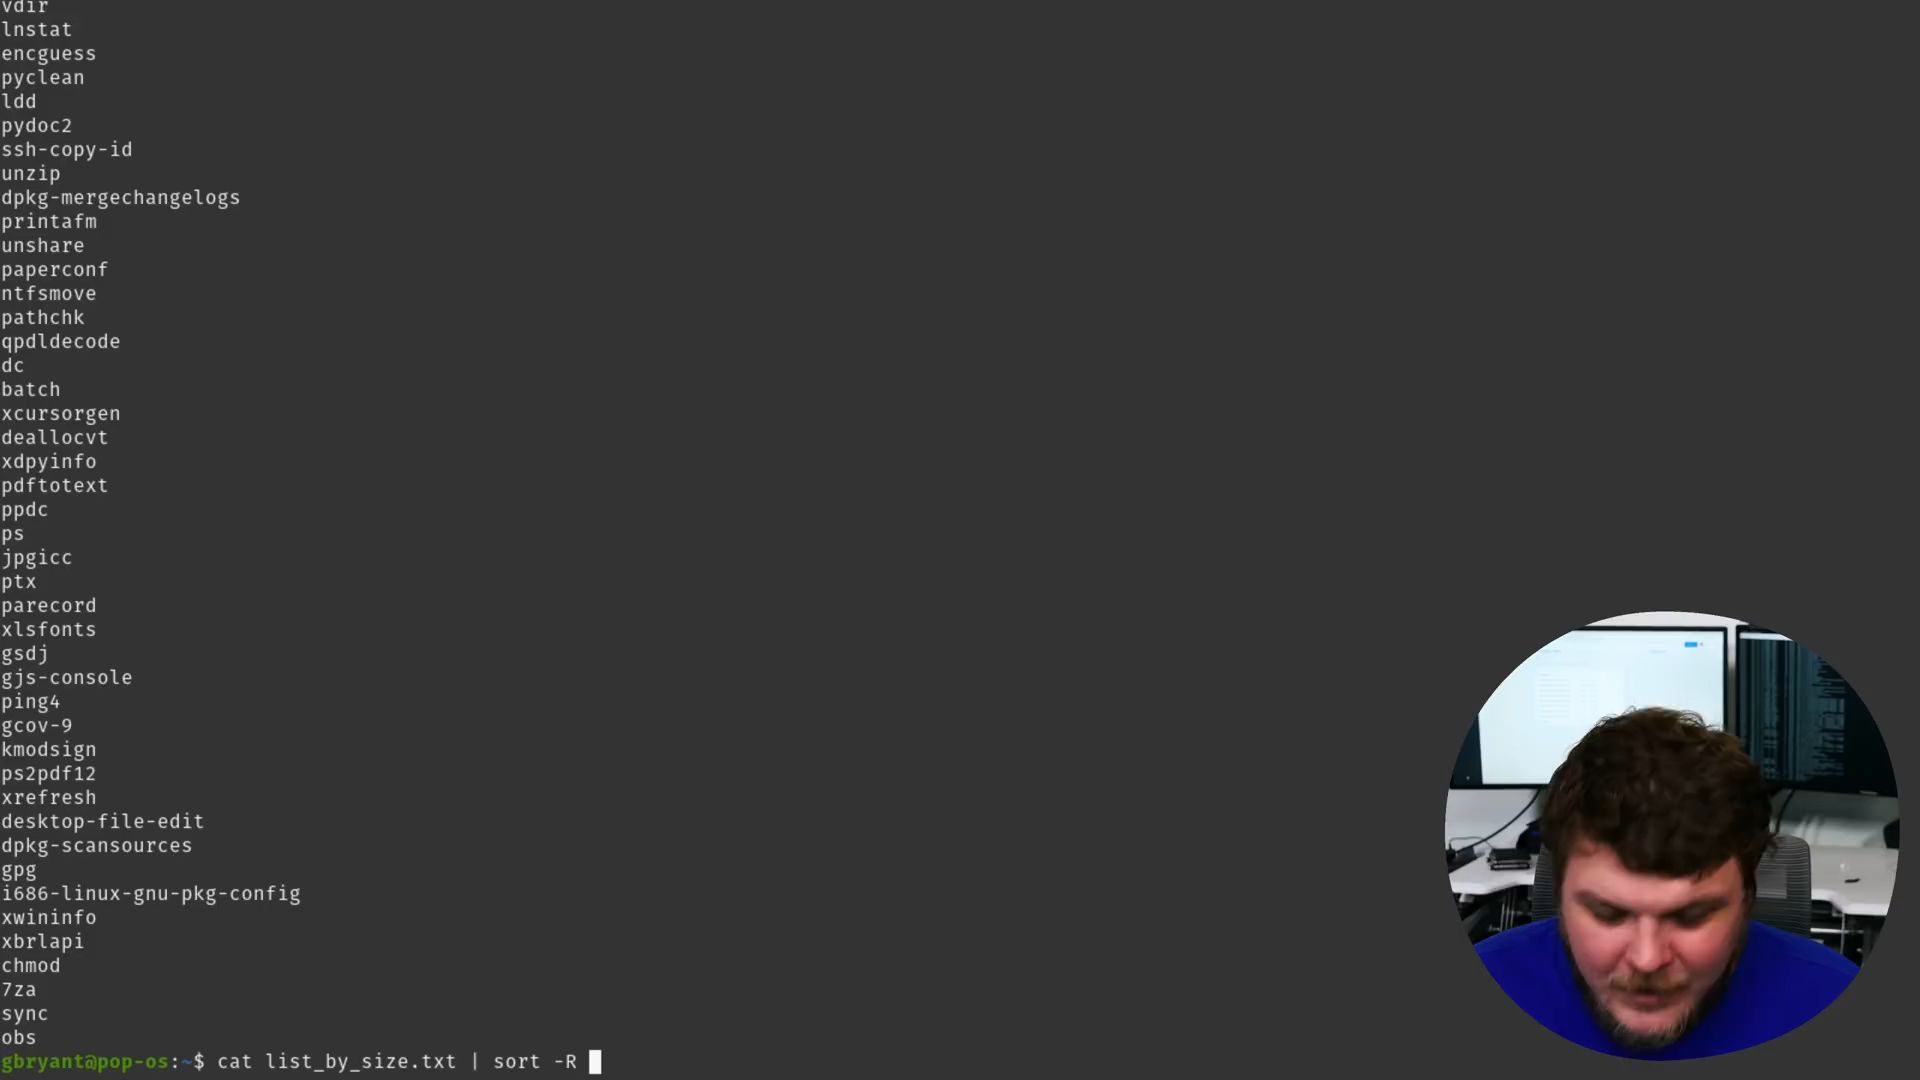 vdir
lnstat
encguess
pyclean
ldd
pydoc2
ssh-copy-id
unzip
dpkg-mergechangelogs
printafm
unshare
paperconf
ntfsmove
pathchk
qpdldecode
dc
batch
xcursorgen
deallocvt
xdpyinfo
pdftotext
ppdc
ps
jpgicc
ptx
parecord
xlsfonts
gsdj
gjs-console
ping4
gcov-9
kmodsign
ps2pdf12
xrefresh
desktop-file-edit
dpkg-scansources
gpg
i686-linux-gnu-pkg-config
xwininfo
xbrlapi
chmod
7za
sync
obs
gbryant@pop-os:~$ cat list_by_size.txt | sort -R